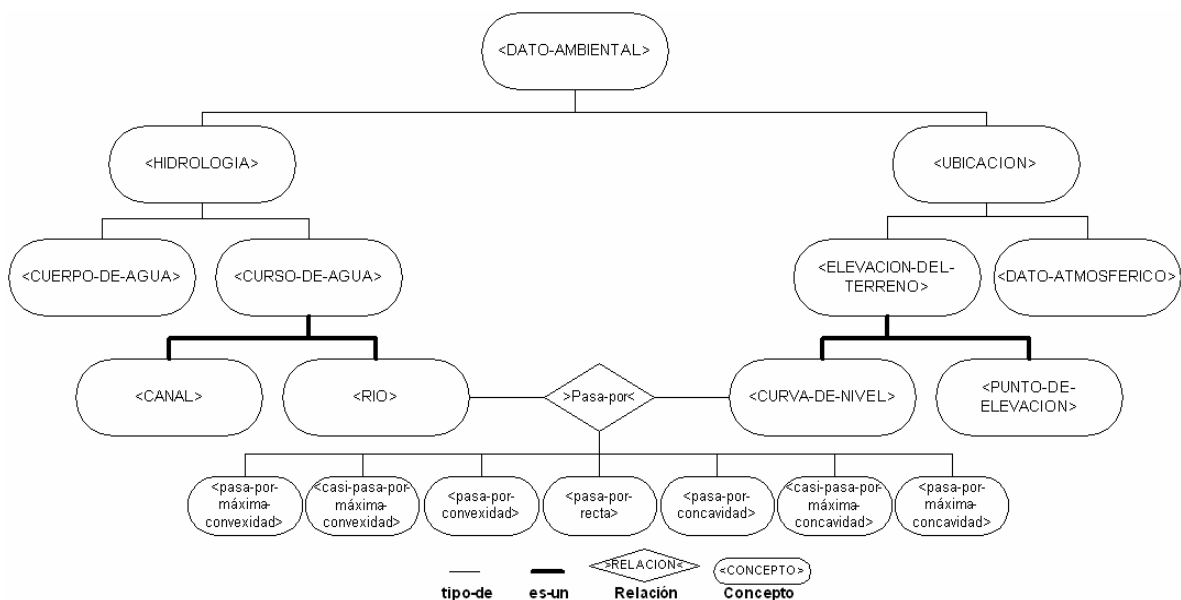 <DATO-AMBIENTAL>
<HIDROLOGIA>
<UBICACION>
<CUERPO-DE-AGUA>
<CURSO-DE-AGUA>
<ELEVACION-DEL-
TERRENO>
<DATO-ATMOSFERICO>
<CANAL>
<RIO>
>Pasa-por<
<CURVA-DE-NIVEL>
<PUNTO-DE-
ELEVACION>
<pasa-por-
máxima-
convexidad>
<casi-pasa-por-
máxima-
convexidad>
<pasa-por-
convexidad>
<pasa-por-
recta>
<pasa-por-
concavidad>
<casi-pasa-por-
máxima-
concavidad>
<pasa-por-
máxima-
concavidad>
>RELACION<
<CONCEPTO>
tipo-de
es-un
Relación
Concepto